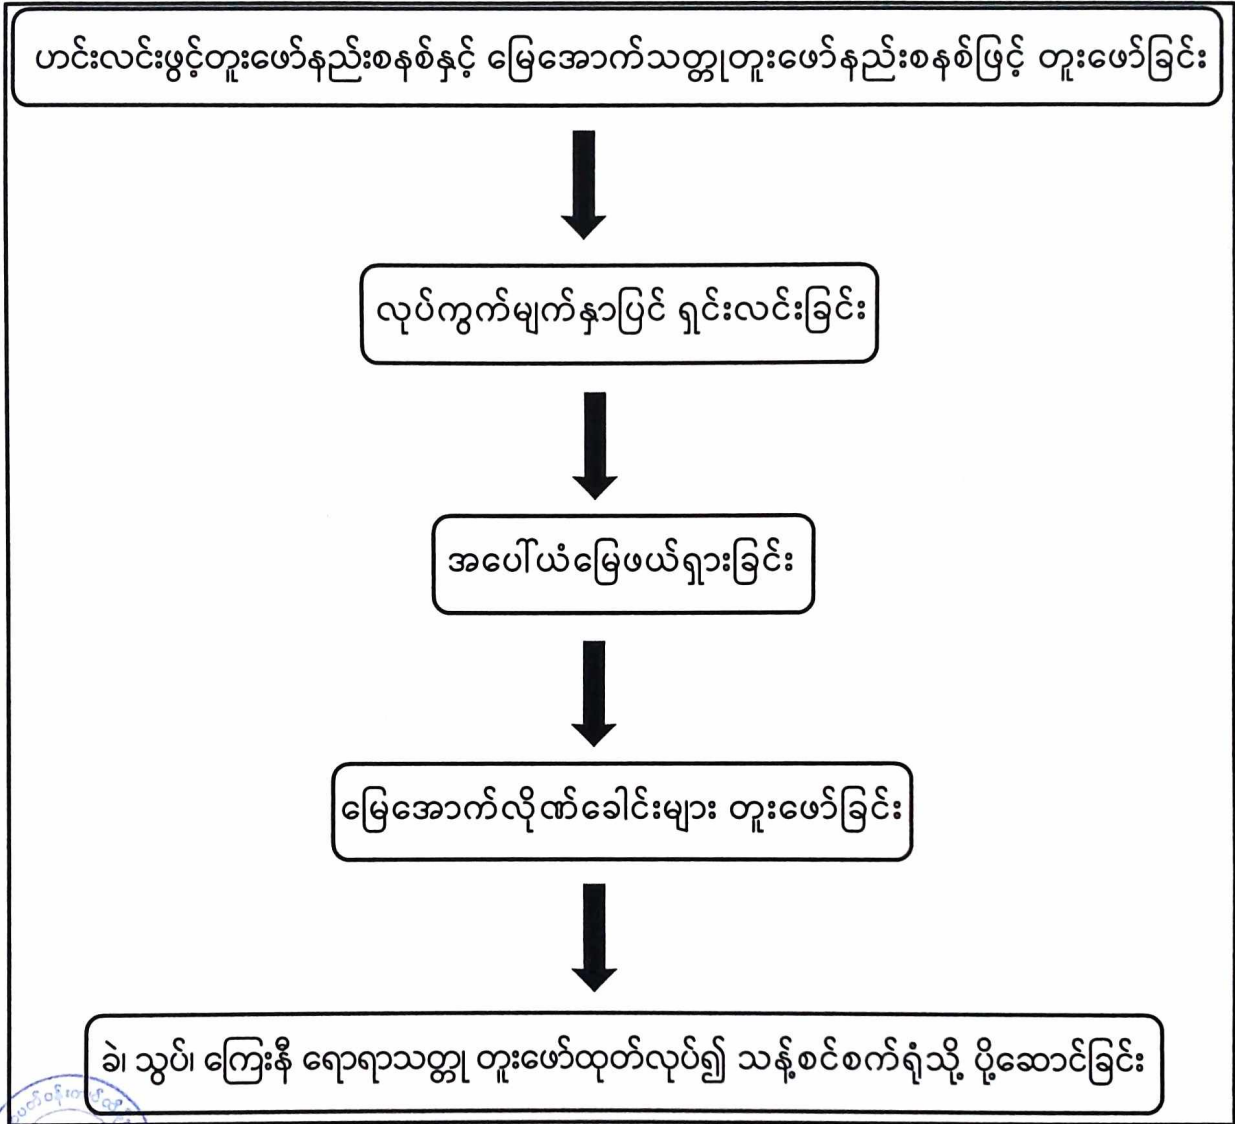 ဟင်းလင်းဖွင့်တူးဖော်နည်းစနစ်နှင့် မြေအောက်သတ္တုတူးဖော်နည်းစနစ်ဖြင့် တူးဖော်ခြင်း
လုပ်ကွက်မျက်နှာပြင် ရှင်းလင်းခြင်း
အပေါ်ယံမြေဖယ်ရှားခြင်း
မြေအောက်လိုဏ်ခေါင်းများ တူးဖော်ခြင်း
ခဲ၊ သွပ်၊ ကြေးနီ ရောရာသတ္တု တူးဖော်ထုတ်လုပ်၍ သန့်စင်စက်ရုံသို့ ပို့ဆောင်ခြင်း